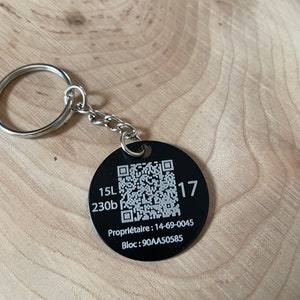 15L
230b
17
Propriétaire : 14-69-0045
Bloc : 90AA50585